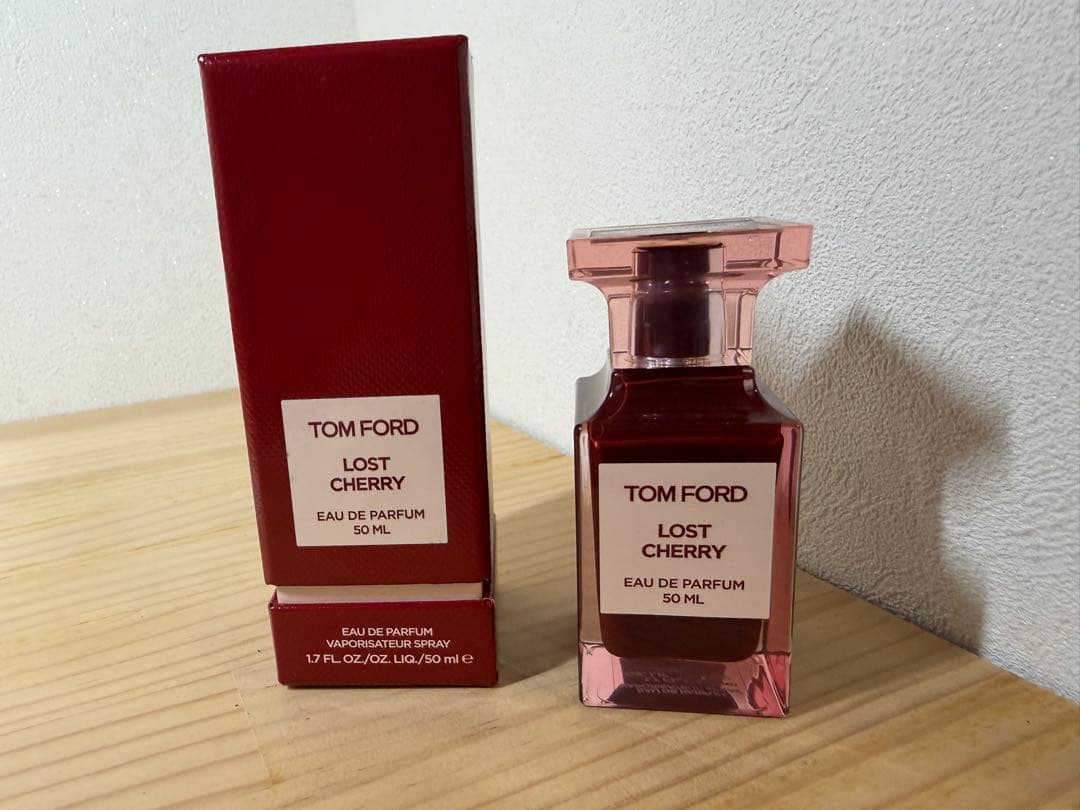 TOM FORD
LOST
CHERRY
EAU DE PARFUM
50 ML
EAU DE PARFUM
VAPORISATEUR SPRAY
1.7 FL. OZ./OZ. LIQ./50 ml ℮
TOM FORD
LOST
CHERRY
EAU DE PARFUM
50 ML